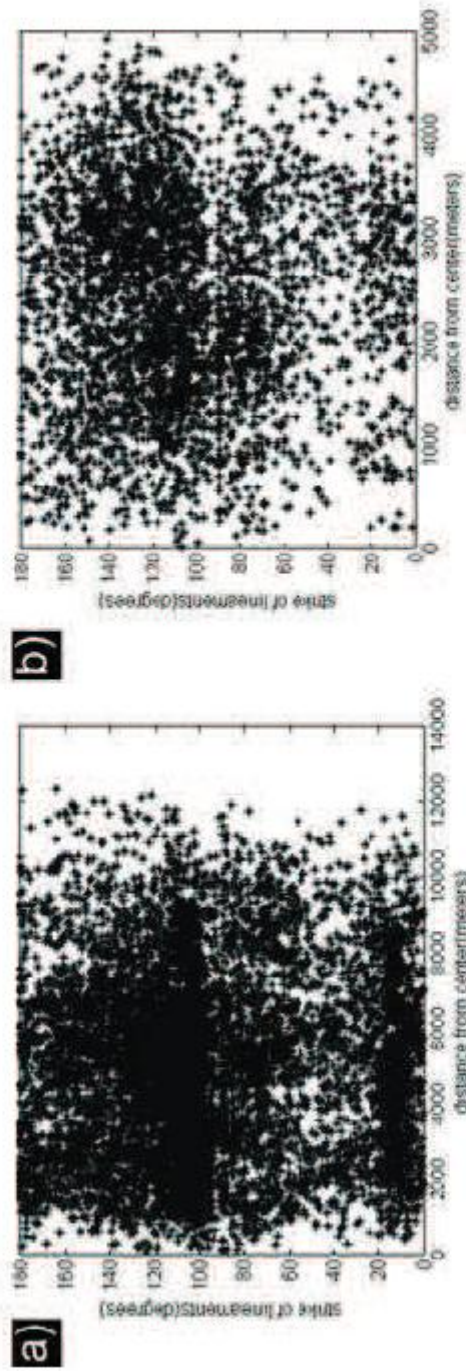 a)
strike of lineaments(degrees)
180
160
140
120
100
80
60
40
20
0
0 2000 4000 6000 8000 10000 12000 14000
distance from center(meters)
b)
strike of lineaments(degrees)
180
160
140
120
100
80
60
40
20
0
0 1000 2000 3000 4000 5000
distance from center(meters)